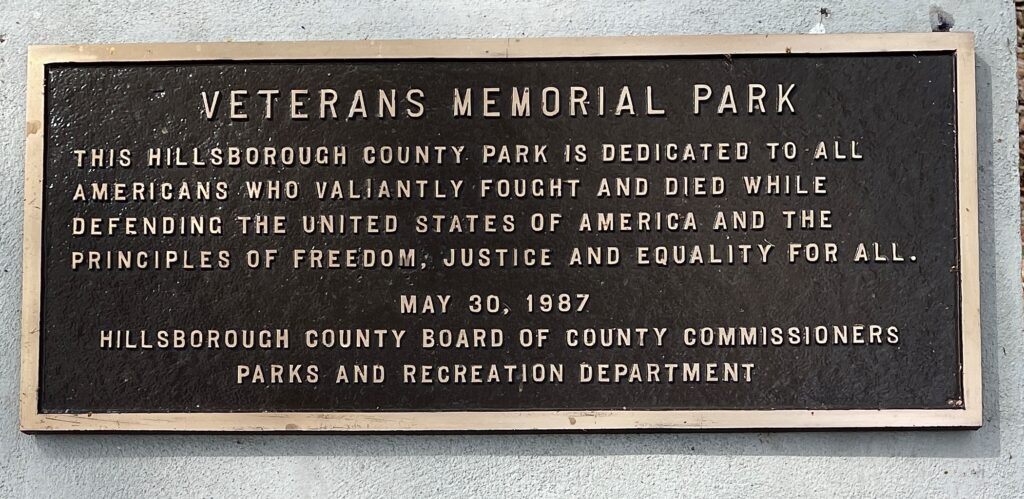 VETERANS MEMORIAL PARK
THIS HILLSBOROUGH COUNTY PARK IS DEDICATED TO ALL
AMERICANS WHO VALIANTLY FOUGHT AND DIED WHILE
DEFENDING THE UNITED STATES OF AMERICA AND THE
PRINCIPLES OF FREEDOM, JUSTICE AND EQUALITY FOR ALL.
MAY 30, 1987
HILLSBOROUGH COUNTY BOARD OF COUNTY COMMISSIONERS
PARKS AND RECREATION DEPARTMENT